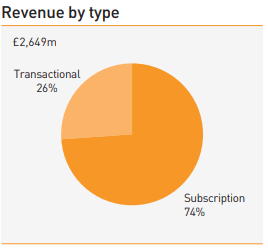 Revenue by type
£2,649m
Transactional
26%
Subscription
74%